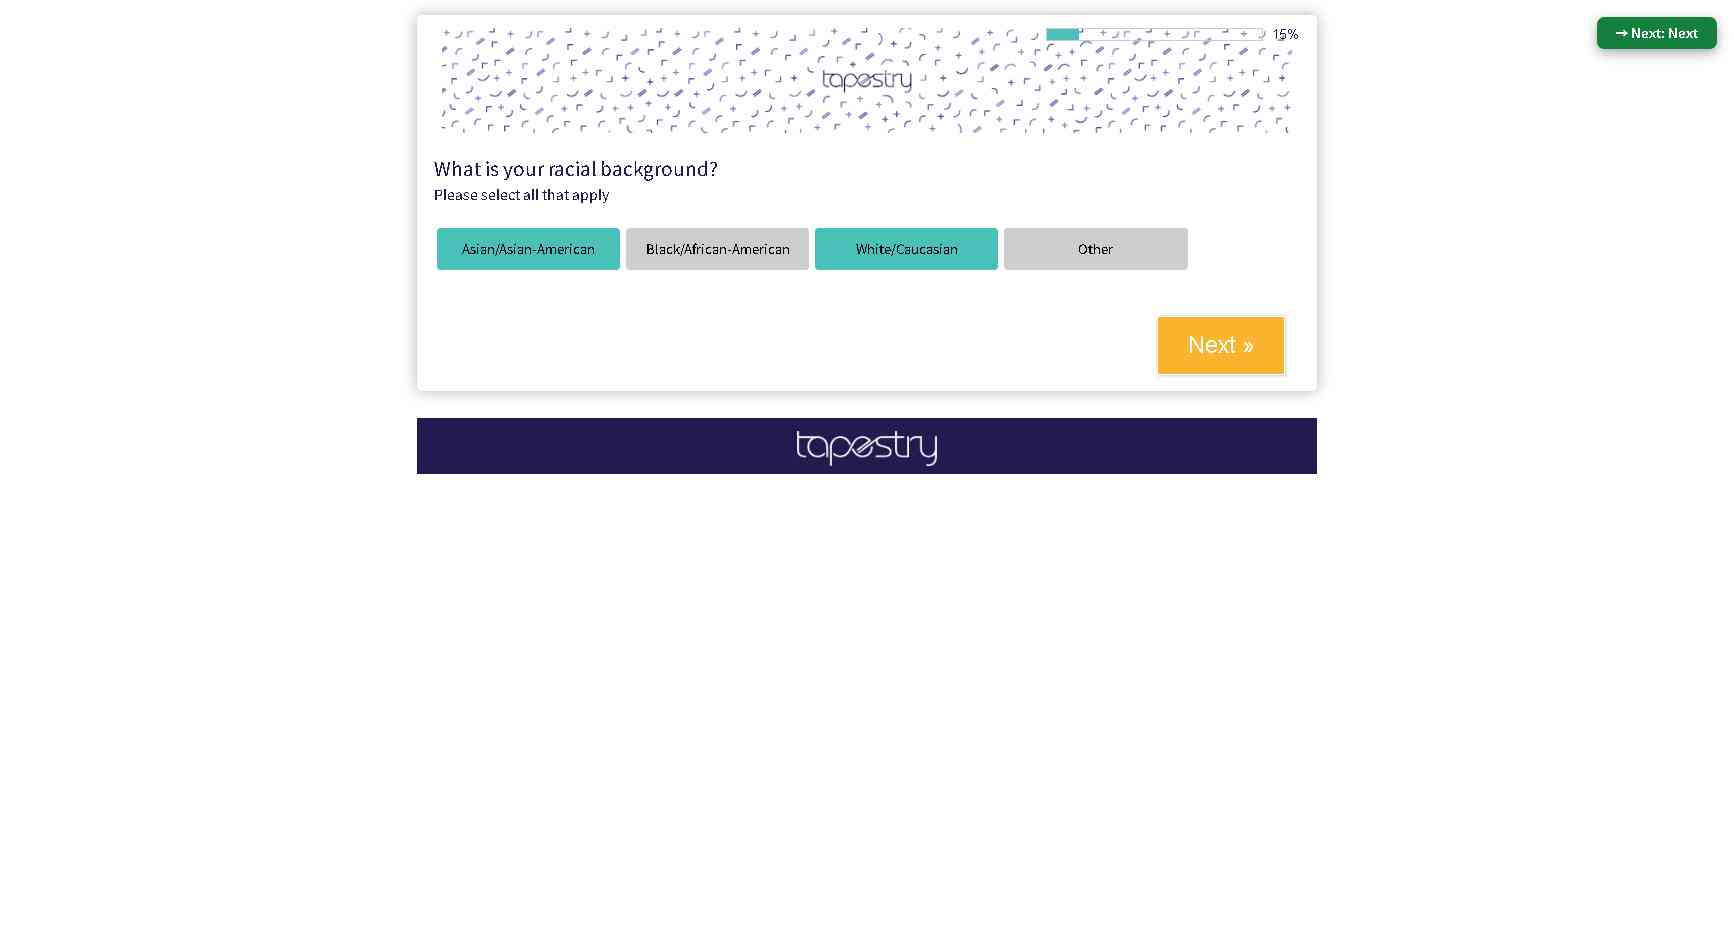 15%
→ Next: Next
tapestry
What is your racial background?
Please select all that apply
Asian/Asian-American
Black/African-American
White/Caucasian
Other
Next »
tapestry